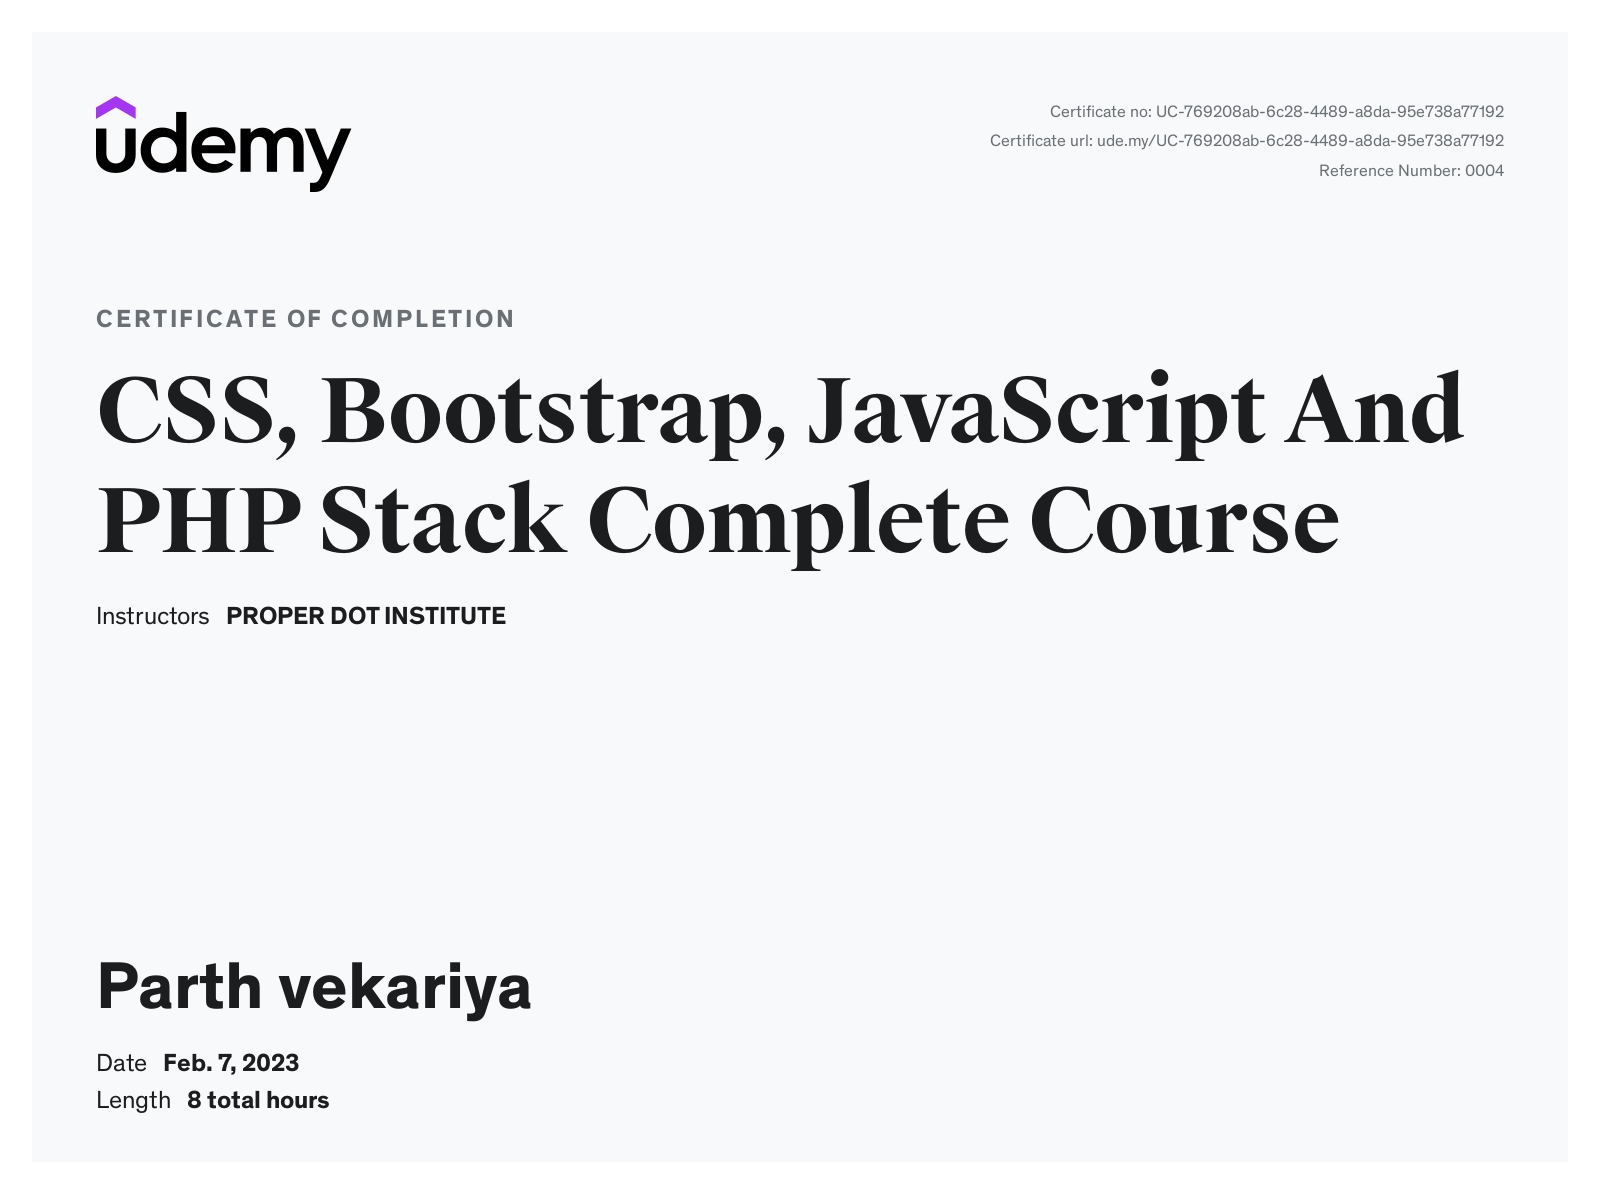 udemy
Certificate no: UC-769208ab-6c28-4489-a8da-95e738a77192
Certificate url: ude.my/UC-769208ab-6c28-4489-a8da-95e738a77192
Reference Number: 0004
CERTIFICATE OF COMPLETION
CSS, Bootstrap, JavaScript And
PHP Stack Complete Course
Instructors PROPER DOT INSTITUTE
Parth vekariya
Date Feb. 7, 2023
Length 8 total hours